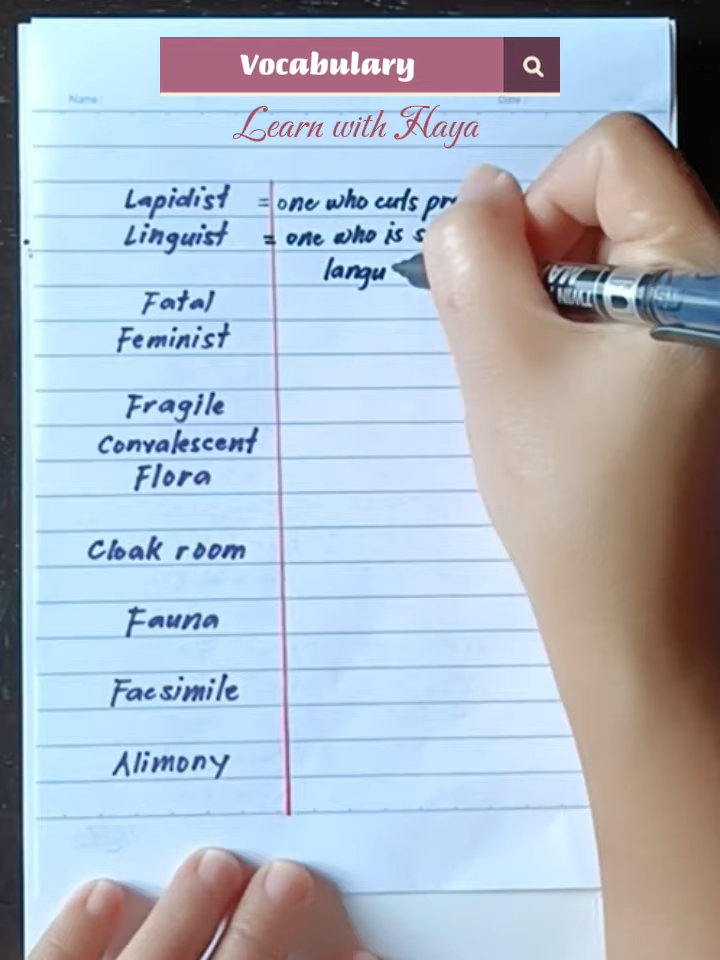 Vocabulary
Learn with Haya
Name :
Date :
Lapidist = one who cuts
Linguist = one who is
langu
Fatal
Feminist
Fragile
Convalescent
Flora
Cloak room
Fauna
Facsimile
Alimony